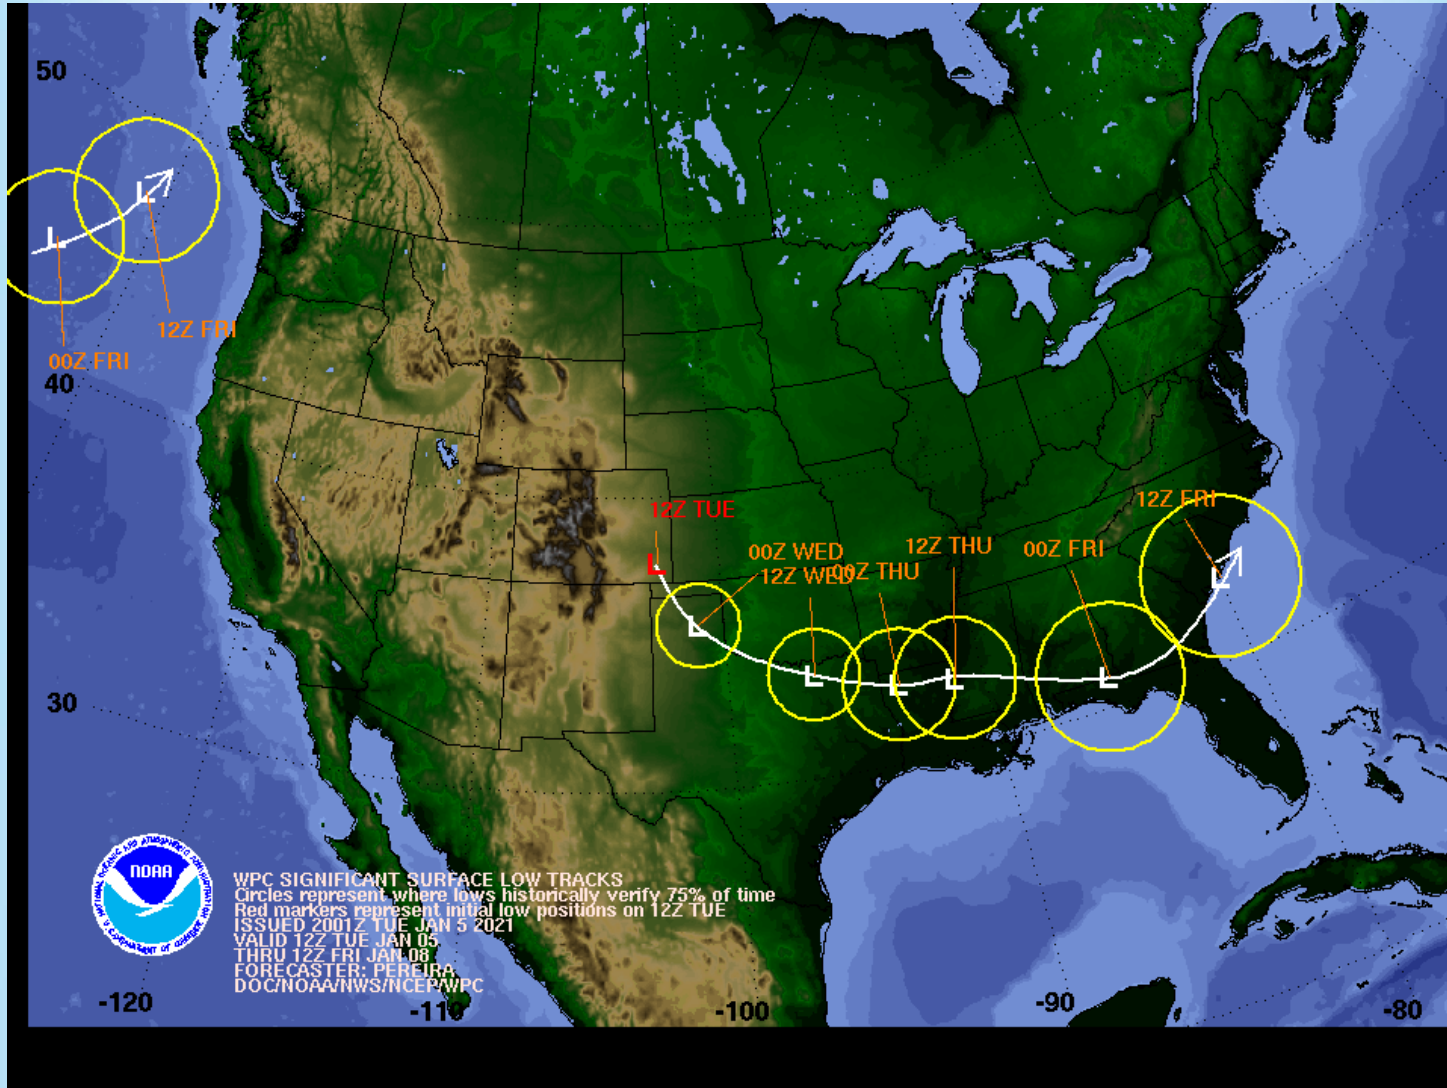 50
12Z FRI
00Z FRI
40
12Z TUE
12Z FRI
00Z WED
12Z THU
00Z FRI
12Z WED
00Z THU
30
NOAA
WPC SIGNIFICANT SURFACE LOW TRACKS
Circles represent where lows historically verify 75% of time
Red markers represent initial low positions on 12Z TUE
ISSUED 2001Z TUE JAN 5 2021
VALID 12Z TUE JAN 05
THRU 12Z FRI JAN 08
FORECASTER: PEREIRA
DOC/NOAA/NWS/NCEP/WPC
-120
-110
-100
-90
-80